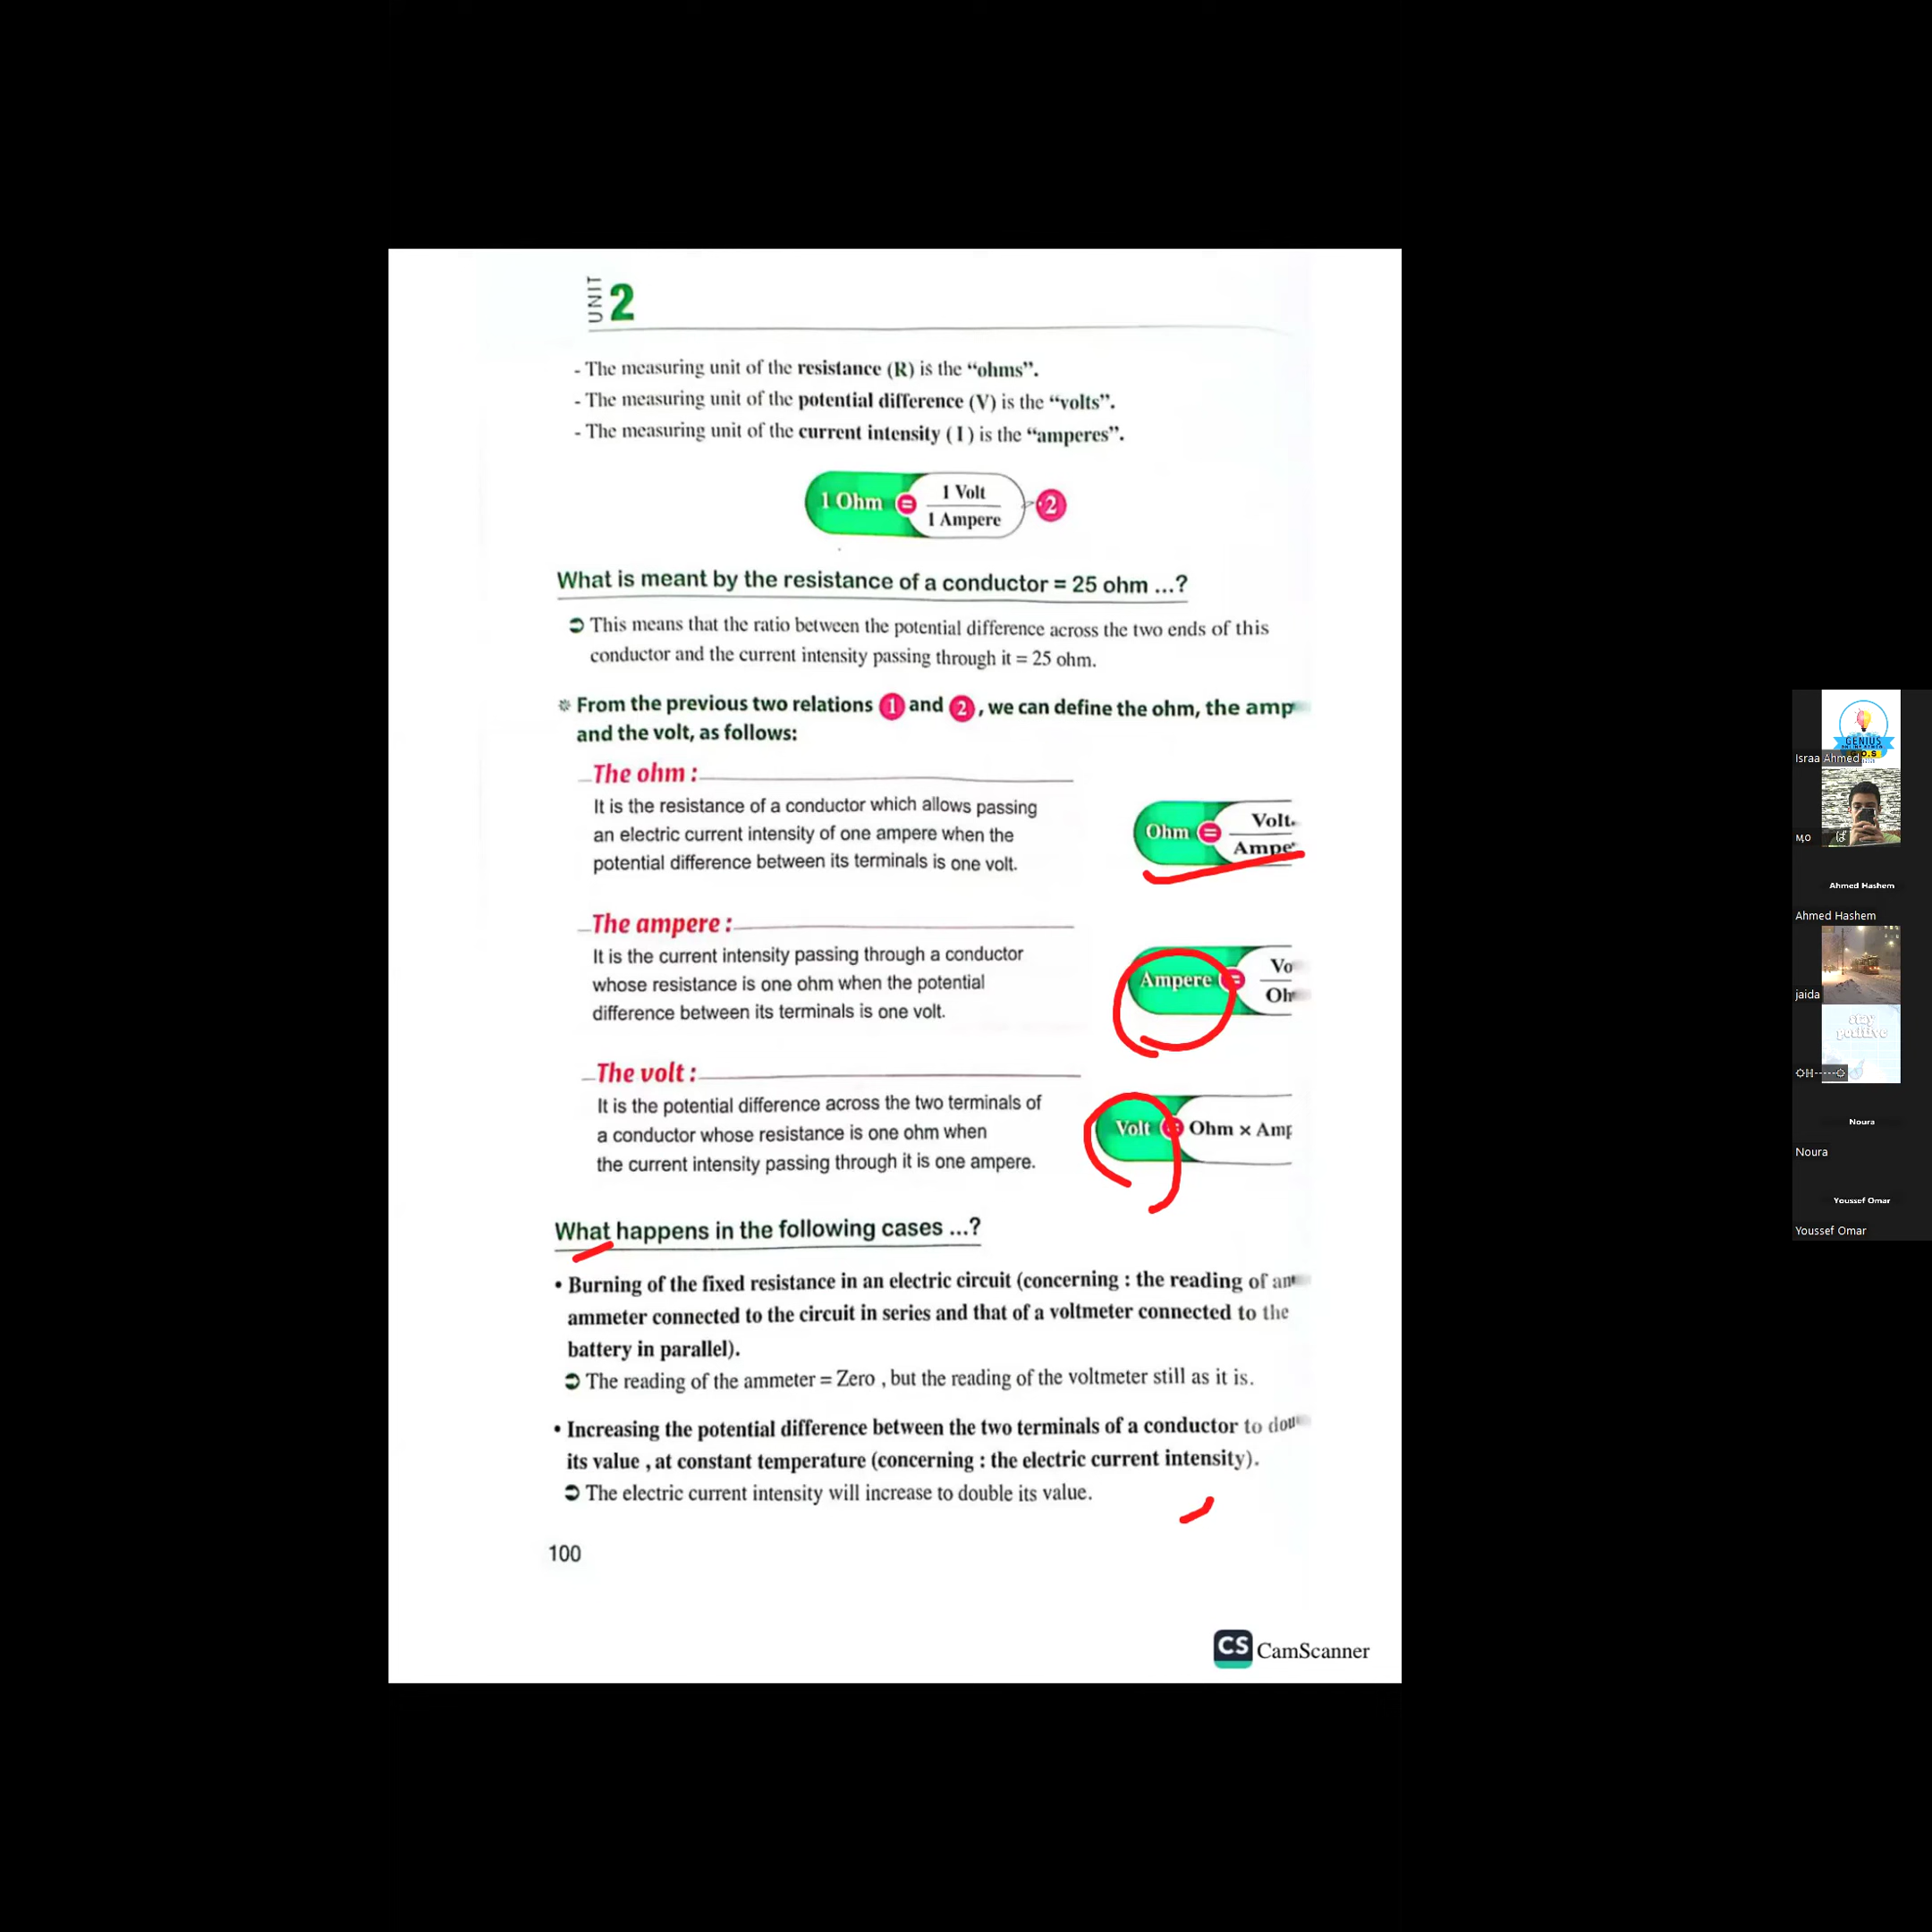 UNIT 2
- The measuring unit of the resistance (R) is the “ohms”.
- The measuring unit of the potential difference (V) is the “volts”.
- The measuring unit of the current intensity ( I ) is the “amperes”.
1 Ohm = 1 Volt
1 Ampere
2
What is meant by the resistance of a conductor = 25 ohm ...?
This means that the ratio between the potential difference across the two ends of this
conductor and the current intensity passing through it = 25 ohm.
From the previous two relations 1 and 2 , we can define the ohm, the amp
and the volt, as follows:
The ohm :
It is the resistance of a conductor which allows passing
an electric current intensity of one ampere when the
potential difference between its terminals is one volt.
Ohm = Volt
Ampe
The ampere :
It is the current intensity passing through a conductor
whose resistance is one ohm when the potential
difference between its terminals is one volt.
Ampere = Vo
Oh
The volt :
It is the potential difference across the two terminals of
a conductor whose resistance is one ohm when
the current intensity passing through it is one ampere.
Volt = Ohm × Amp
What happens in the following cases ...?
• Burning of the fixed resistance in an electric circuit (concerning : the reading of an
ammeter connected to the circuit in series and that of a voltmeter connected to the
battery in parallel).
The reading of the ammeter = Zero , but the reading of the voltmeter still as it is.
• Increasing the potential difference between the two terminals of a conductor to dou
its value , at constant temperature (concerning : the electric current intensity).
The electric current intensity will increase to double its value.
100
CS CamScanner
GENIUS
Israa Ahmed
Ahmed Hashem
Ahmed Hashem
jaida
stay
positive
Noura
Noura
Youssef Omar
Youssef Omar